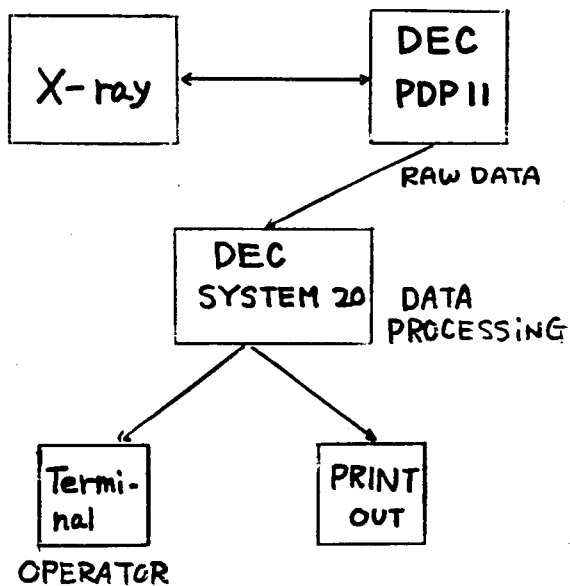 X-ray
DEC
PDP 11
RAW DATA
DEC
SYSTEM 20
DATA
PROCESSING
Termi-
nal
PRINT
OUT
OPERATOR